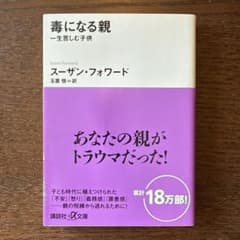 毒になる親
一生苦しむ子供
スーザン・フォワード
玉置 悟=訳
あなたの親が
トラウマだった!
子ども時代に植えつけられた
「不安」「怒り」「義務感」「罪悪感」
──親の呪縛から逃れるために?
累計
18万部!
講談社+α文庫